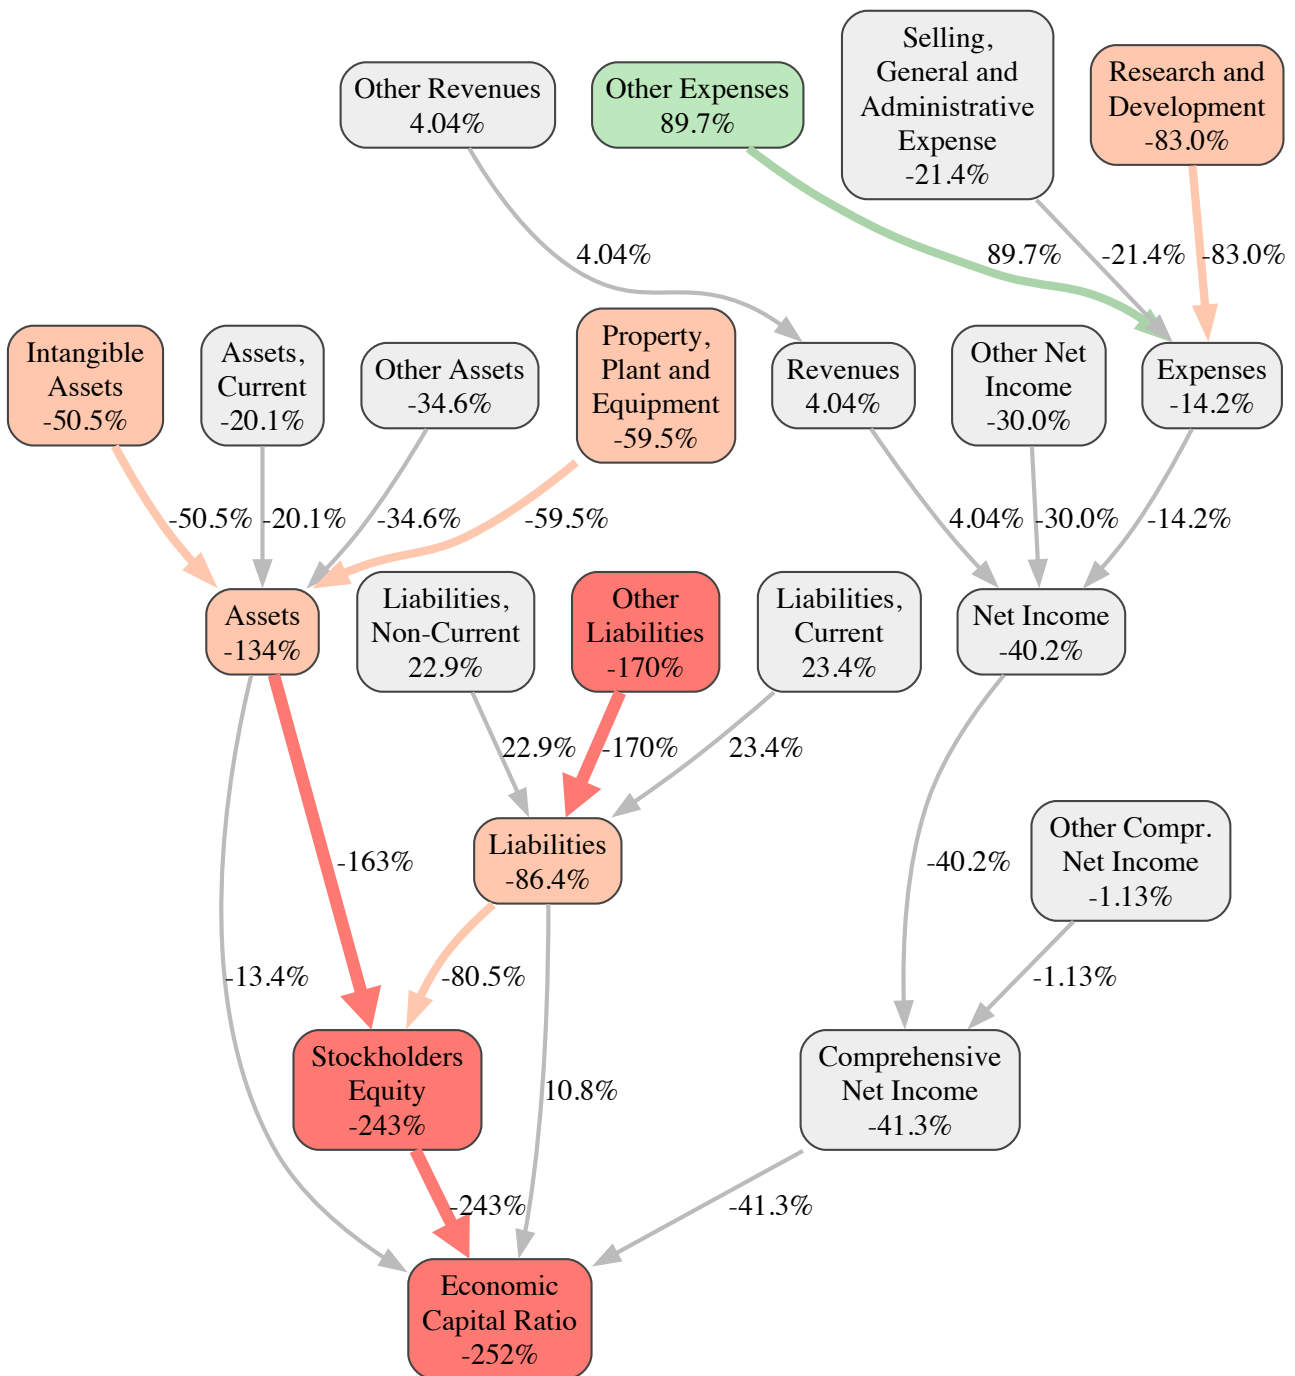 Other Revenues
4.04%
Other Expenses
89.7%
Selling,
General and
Administrative
Expense
-21.4%
Research and
Development
-83.0%
4.04%
89.7%
-21.4%
-83.0%
Intangible
Assets
-50.5%
Assets,
Current
-20.1%
Other Assets
-34.6%
Property,
Plant and
Equipment
-59.5%
Revenues
4.04%
Other Net
Income
-30.0%
Expenses
-14.2%
-50.5%
-20.1%
-34.6%
-59.5%
4.04%
-30.0%
-14.2%
Assets
-134%
Liabilities,
Non-Current
22.9%
Other
Liabilities
-170%
Liabilities,
Current
23.4%
Net Income
-40.2%
22.9%
-170%
23.4%
Liabilities
-86.4%
Other Compr.
Net Income
-1.13%
-163%
-40.2%
-13.4%
-80.5%
-1.13%
Stockholders
Equity
-243%
10.8%
Comprehensive
Net Income
-41.3%
-243%
-41.3%
Economic
Capital Ratio
-252%